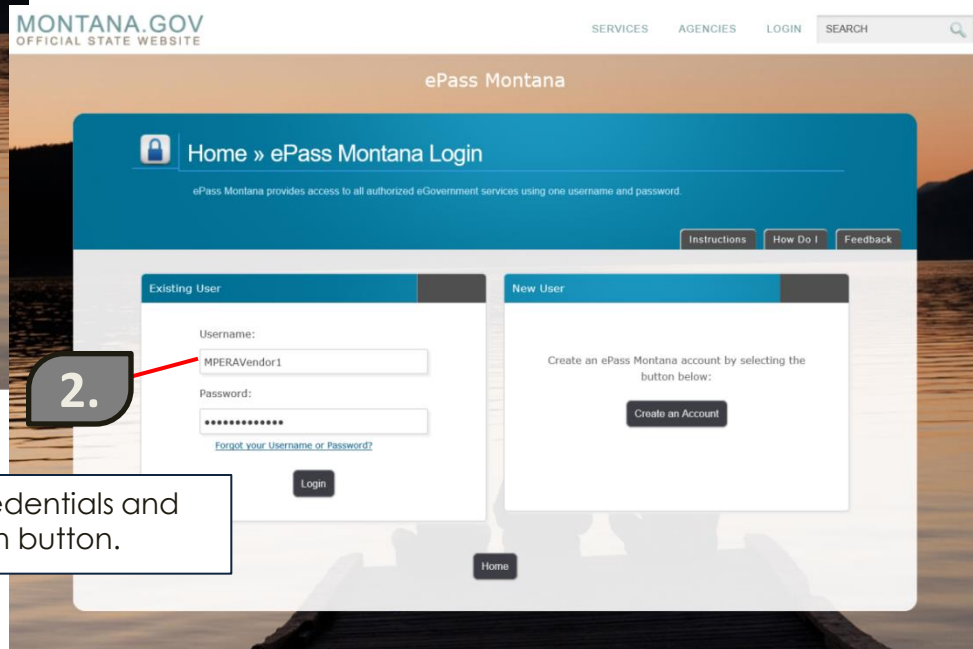 MONTANA.GOV
OFFICIAL STATE WEBSITE
SERVICES AGENCIES LOGIN SEARCH
ePass Montana
Home » ePass Montana Login
ePass Montana provides access to all authorized eGovernment services using one username and password.
Instructions How Do I Feedback
Existing User
Username:
MPERAVendor1
Password:
•••••••••••••
Forgot your Username or Password?
Login
New User
Create an ePass Montana account by selecting the
button below:
Create an Account
Home
2.
edentials and
button.